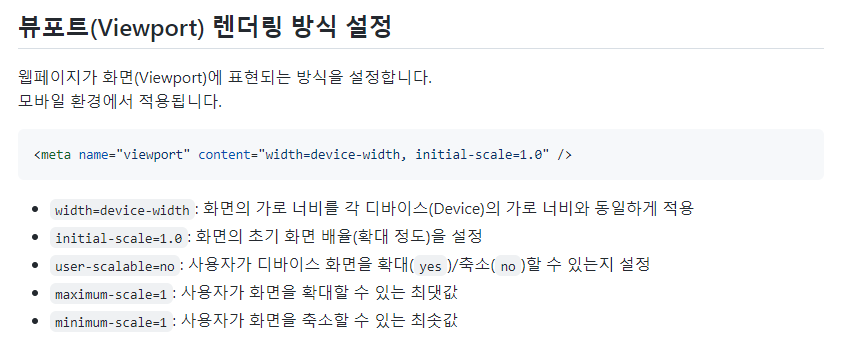 뷰포트(Viewport) 렌더링 방식 설정
웹페이지가 화면(Viewport)에 표현되는 방식을 설정합니다.
모바일 환경에서 적용됩니다.
<meta name="viewport" content="width=device-width, initial-scale=1.0" />
• width=device-width: 화면의 가로 너비를 각 디바이스(Device)의 가로 너비와 동일하게 적용
• initial-scale=1.0: 화면의 초기 화면 배율(확대 정도)을 설정
• user-scalable=no: 사용자가 디바이스 화면을 확대(yes)/축소(no)할 수 있는지 설정
• maximum-scale=1: 사용자가 화면을 확대할 수 있는 최댓값
• minimum-scale=1: 사용자가 화면을 축소할 수 있는 최솟값